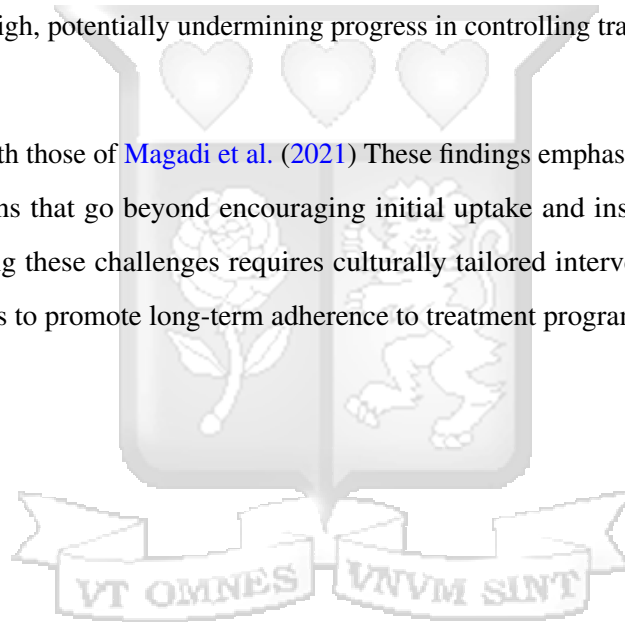 igh, potentially undermining progress in controlling tra
th those of Magadi et al. (2021) These findings emphas
ns that go beyond encouraging initial uptake and ins
g these challenges requires culturally tailored interv
s to promote long-term adherence to treatment program
VT OMNES VNVM SINT